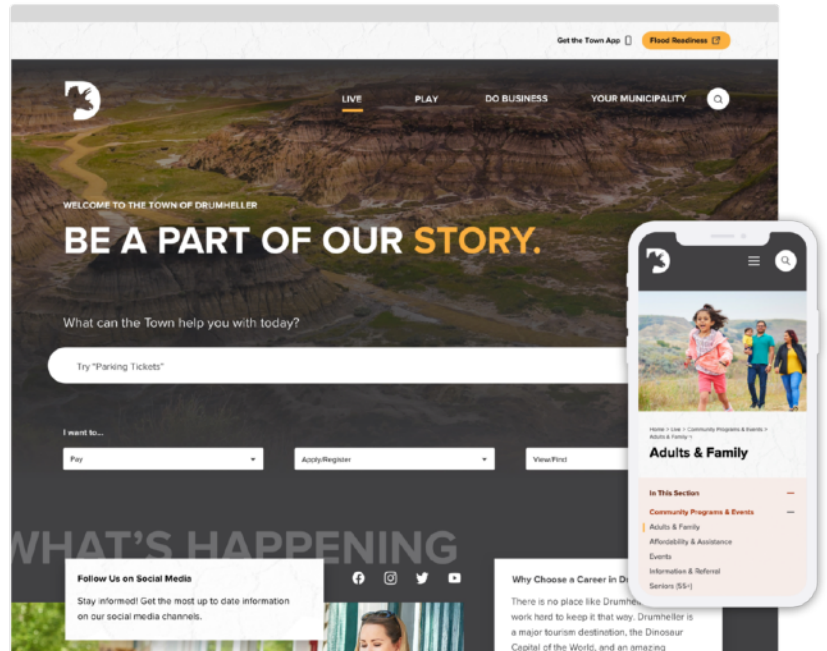 Get the Town App
Flood Readiness
LIVE
PLAY
DO BUSINESS
YOUR MUNICIPALITY
WELCOME TO THE TOWN OF DRUMHELLER
BE A PART OF OUR STORY.
What can the Town help you with today?
Try "Parking Tickets"
I want to...
Pay
Apply/Register
View/Find
WHAT'S HAPPENING
Follow Us on Social Media
Stay informed! Get the most up to date information
on our social media channels.
Why Choose a Career in
There is no place like
work hard to keep it that way. Drumheller is
a major tourism destination, the Dinosaur
Capital of the World, and an amazing
Home > Live > Community Programs & Events >
Adults & Family
Adults & Family
In This Section
Community Programs & Events
Adults & Family
Affordability & Assistance
Events
Information & Referral
Seniors (55+)